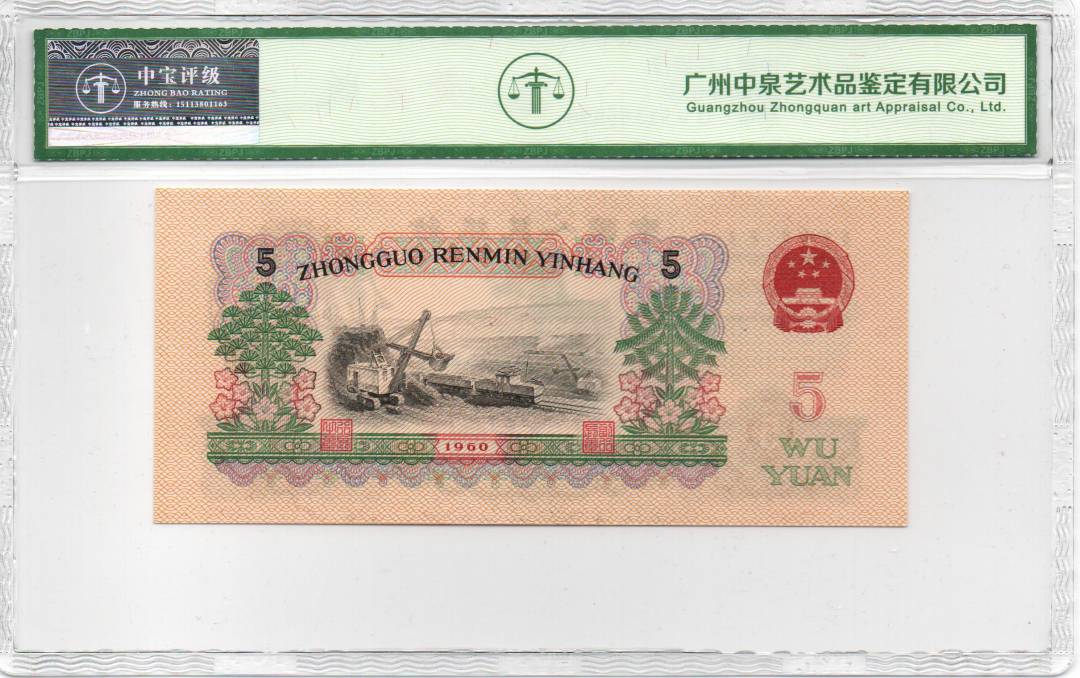 中宝评级
ZHONG BAO RATING
服务热线：15113801163
广州中泉艺术品鉴定有限公司
Guangzhou Zhongquan art Appraisal Co., Ltd.
5 ZHONGGUO RENMIN YINHANG 5
5
WU
YUAN
1960